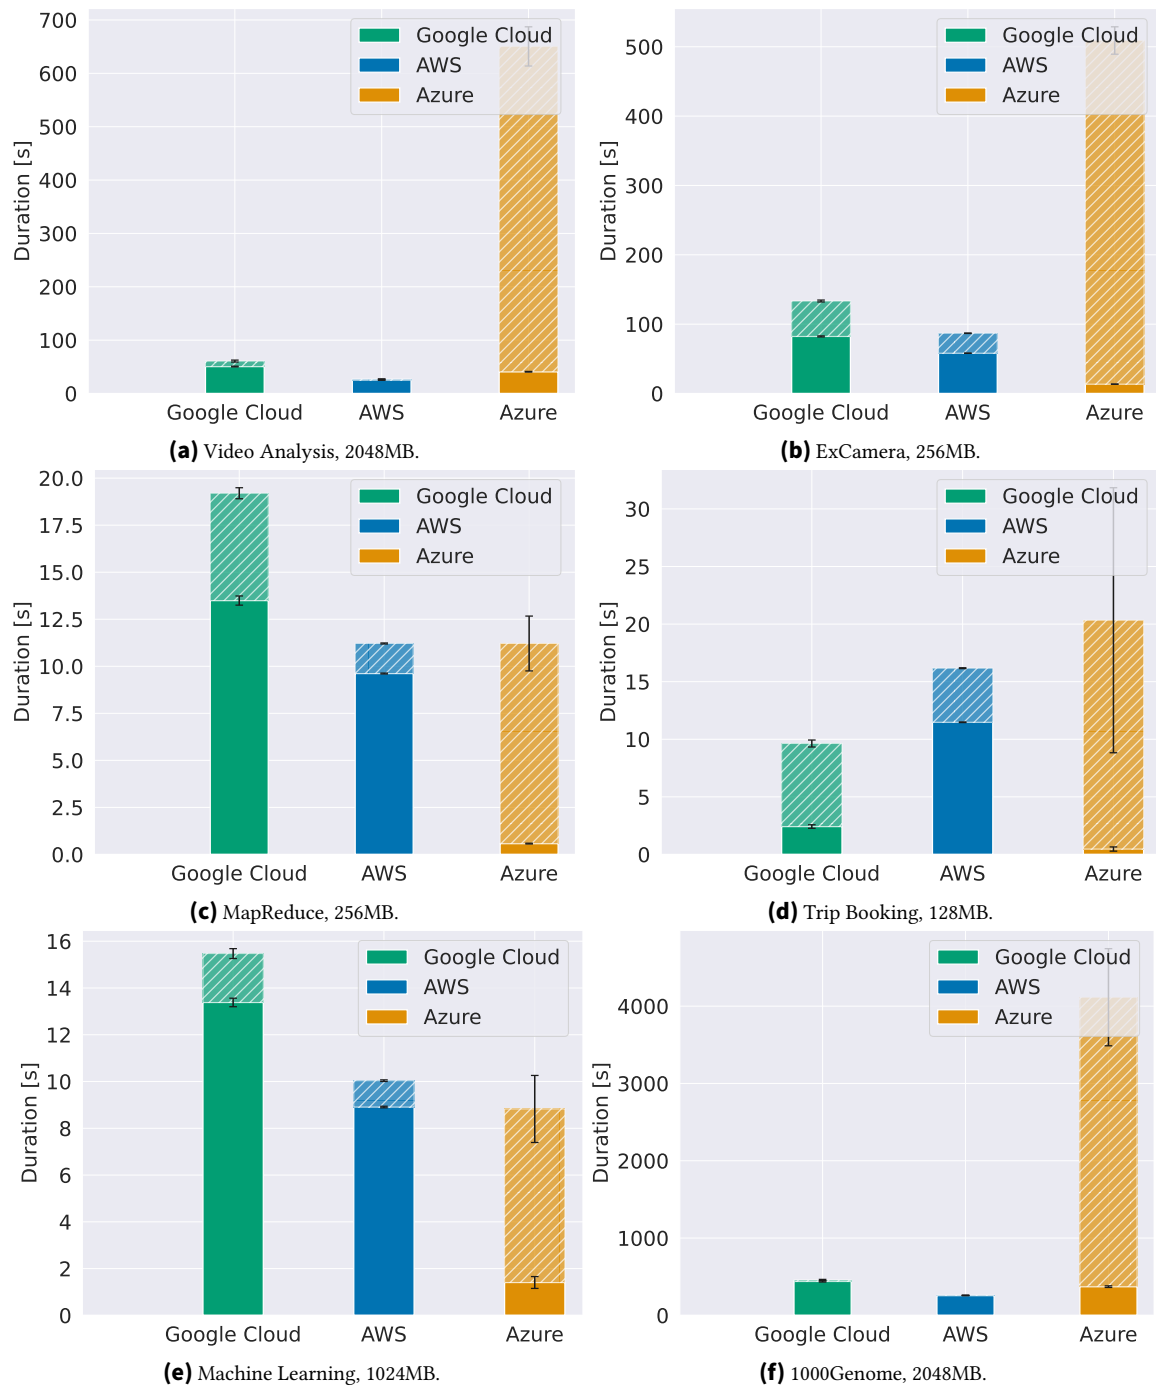 700
600
500
400
300
200
100
0
Duration [s]
Google Cloud
AWS
Azure
Google Cloud AWS Azure
(a) Video Analysis, 2048MB.
500
400
300
200
100
0
Duration [s]
Google Cloud
AWS
Azure
Google Cloud AWS Azure
(b) ExCamera, 256MB.
20.0
17.5
15.0
12.5
10.0
7.5
5.0
2.5
0.0
Duration [s]
Google Cloud
AWS
Azure
Google Cloud AWS Azure
(c) MapReduce, 256MB.
30
25
20
15
10
5
0
Duration [s]
Google Cloud
AWS
Azure
Google Cloud AWS Azure
(d) Trip Booking, 128MB.
16
14
12
10
8
6
4
2
0
Duration [s]
Google Cloud
AWS
Azure
Google Cloud AWS Azure
(e) Machine Learning, 1024MB.
4000
3000
2000
1000
0
Duration [s]
Google Cloud
AWS
Azure
Google Cloud AWS Azure
(f) 1000Genome, 2048MB.